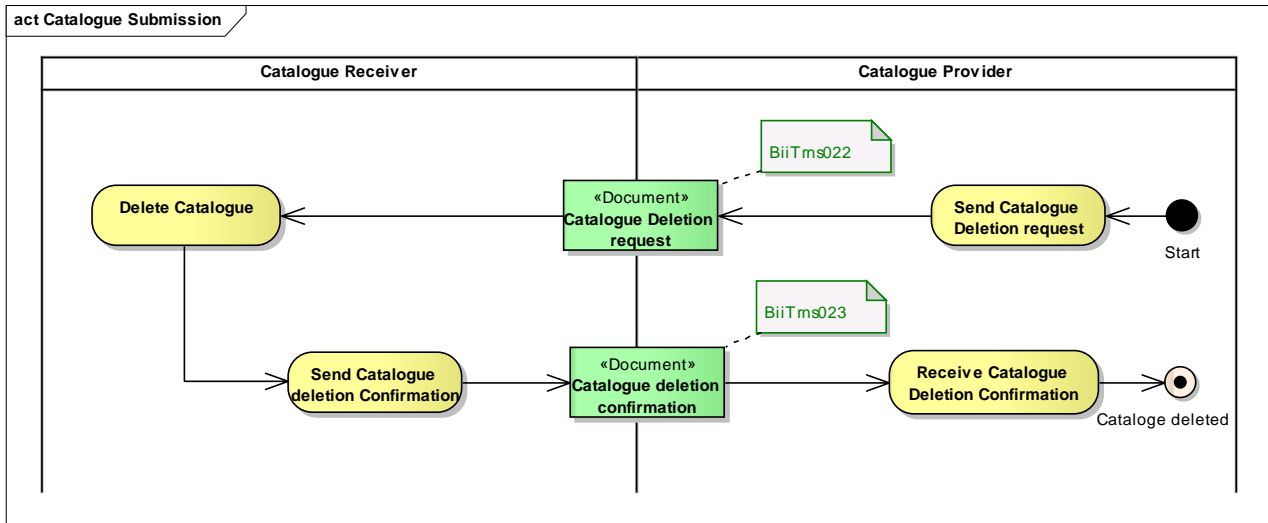 act Catalogue Submission
Catalogue Receiver
Catalogue Provider
BiiTrns022
«Document»
Catalogue Deletion
request
Delete Catalogue
Send Catalogue
Deletion request
Start
BiiTrns023
«Document»
Catalogue deletion
confirmation
Send Catalogue
deletion Confirmation
Receive Catalogue
Deletion Confirmation
Cataloge deleted